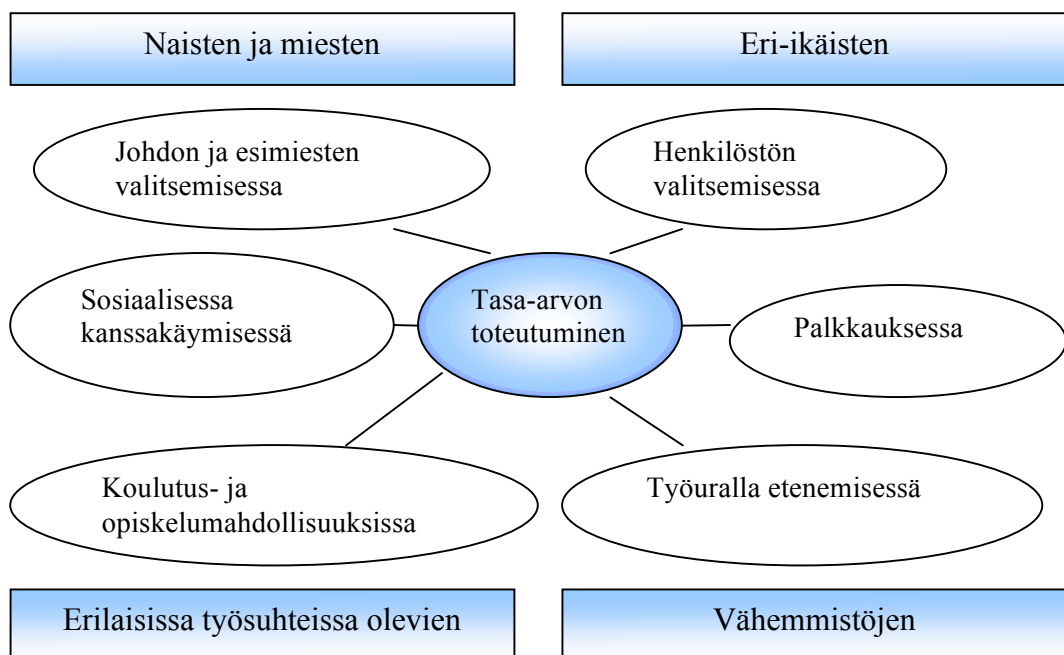 Naisten ja miesten
Eri-ikäisten
Johdon ja esimiesten
valitsemisessa
Henkilöstön
valitsemisessa
Sosiaalisessa
kanssakäymisessä
Tasa-arvon
toteutuminen
Palkkauksessa
Koulutus- ja
opiskelumahdollisuuksissa
Työuralla etenemisessä
Erilaisissa työsuhteissa olevien
Vähemmistöjen